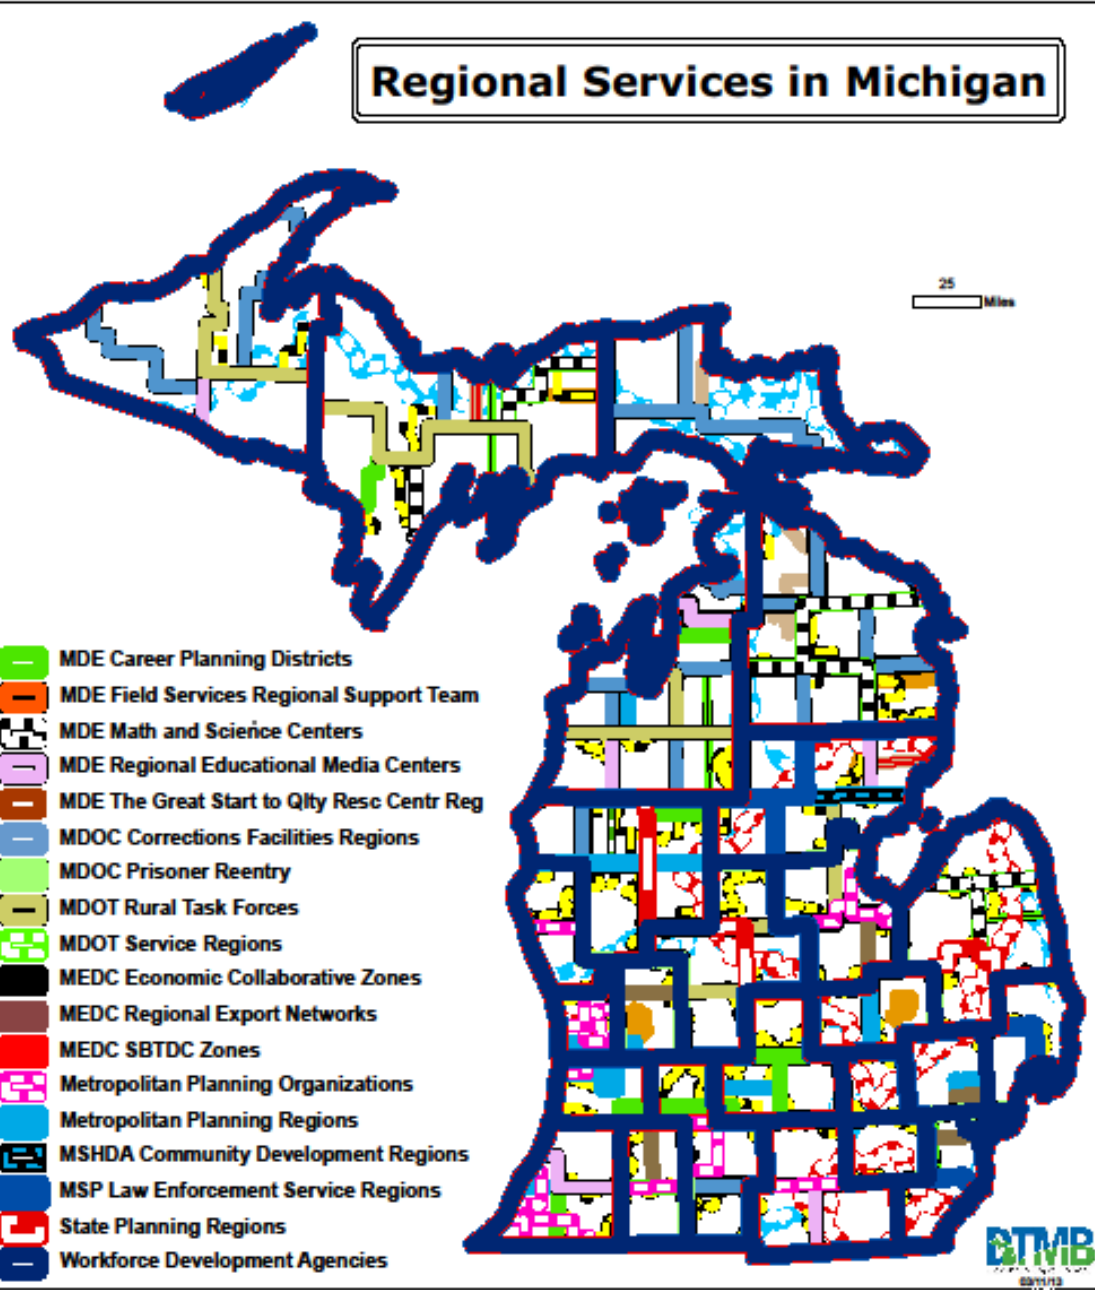 Regional Services in Michigan
25
Miles
MDE Career Planning Districts
MDE Field Services Regional Support Team
MDE Math and Science Centers
MDE Regional Educational Media Centers
MDE The Great Start to Qlty Resc Centr Reg
MDOC Corrections Facilities Regions
MDOC Prisoner Reentry
MDOT Rural Task Forces
MDOT Service Regions
MEDC Economic Collaborative Zones
MEDC Regional Export Networks
MEDC SBTDC Zones
Metropolitan Planning Organizations
Metropolitan Planning Regions
MSHDA Community Development Regions
MSP Law Enforcement Service Regions
State Planning Regions
Workforce Development Agencies
DTMB
03/11/13